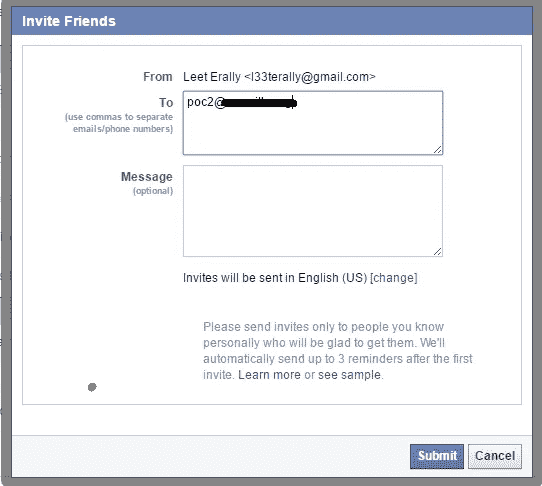 Invite Friends
From Leet Erally <l33terally@gmail.com>
To poc2@
(use commas to separate
emails/phone numbers)
Message
(optional)
Invites will be sent in English (US) [change]
Please send invites only to people you know
personally who will be glad to get them. We'll
automatically send up to 3 reminders after the first
invite. Learn more or see sample.
Submit Cancel